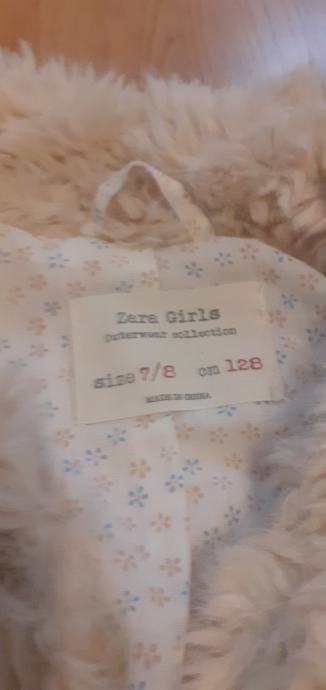 Zara Girls
Outerwear collection
size 7/8 cm 128
MADE IN CHINA